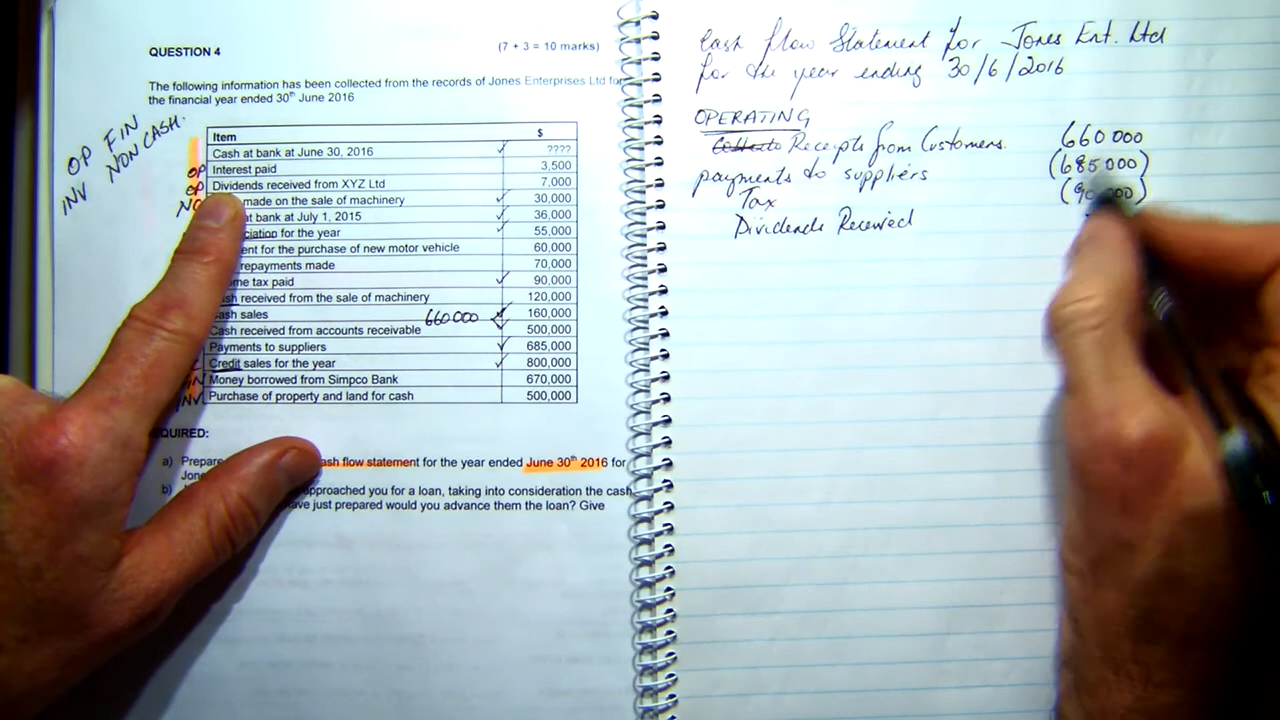 QUESTION 4
(7 + 3 = 10 marks)
The following information has been collected from the records of Jones Enterprises Ltd for
the financial year ended 30th June 2016
OP FIN
INV NON CASH.
Item $
Cash at bank at June 30, 2016 ✓ ????
OP Interest paid 3,500
OP Dividends received from XYZ Ltd 7,000
made on the sale of machinery ✓ 30,000
at bank at July 1, 2015 ✓ 36,000
for the year ✓ 55,000
for the purchase of new motor vehicle 60,000
repayments made 70,000
tax paid ✓ 90,000
received from the sale of machinery 120,000
sales 660 000 ✓ 160,000
Cash received from accounts receivable ✓ 500,000
Payments to suppliers ✓ 685,000
Credit sales for the year ✓ 800,000
Money borrowed from Simpco Bank 670,000
INV Purchase of property and land for cash 500,000
a) cash flow statement for the year ended June 30th 2016 for
b) approached you for a loan, taking into consideration the cash
just prepared would you advance them the loan? Give
Cash flow Statement for Jones Ent. Ltd
for the year ending 30/6/2016
OPERATING
Receipts from Customers. 660 000
payments to suppliers (685 000)
Tax
Dividends Received